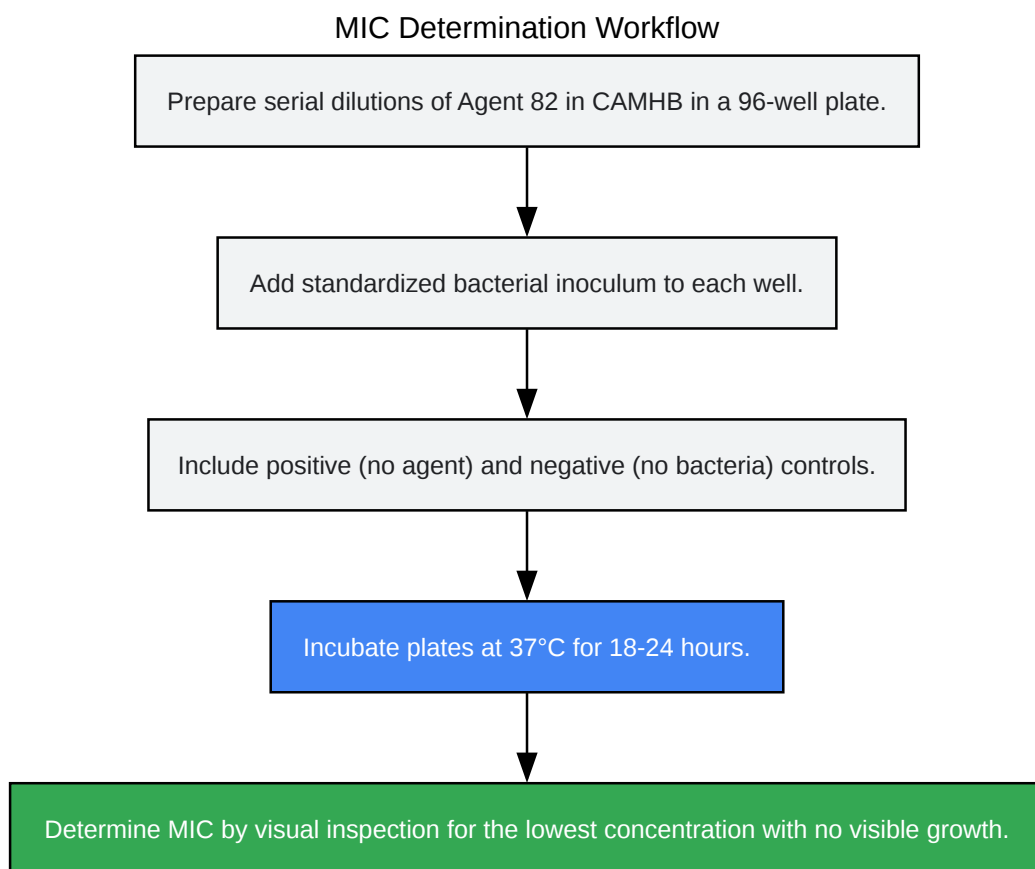 MIC Determination Workflow
Prepare serial dilutions of Agent 82 in CAMHB in a 96-well plate.
Add standardized bacterial inoculum to each well.
Include positive (no agent) and negative (no bacteria) controls.
Incubate plates at 37°C for 18-24 hours.
Determine MIC by visual inspection for the lowest concentration with no visible growth.